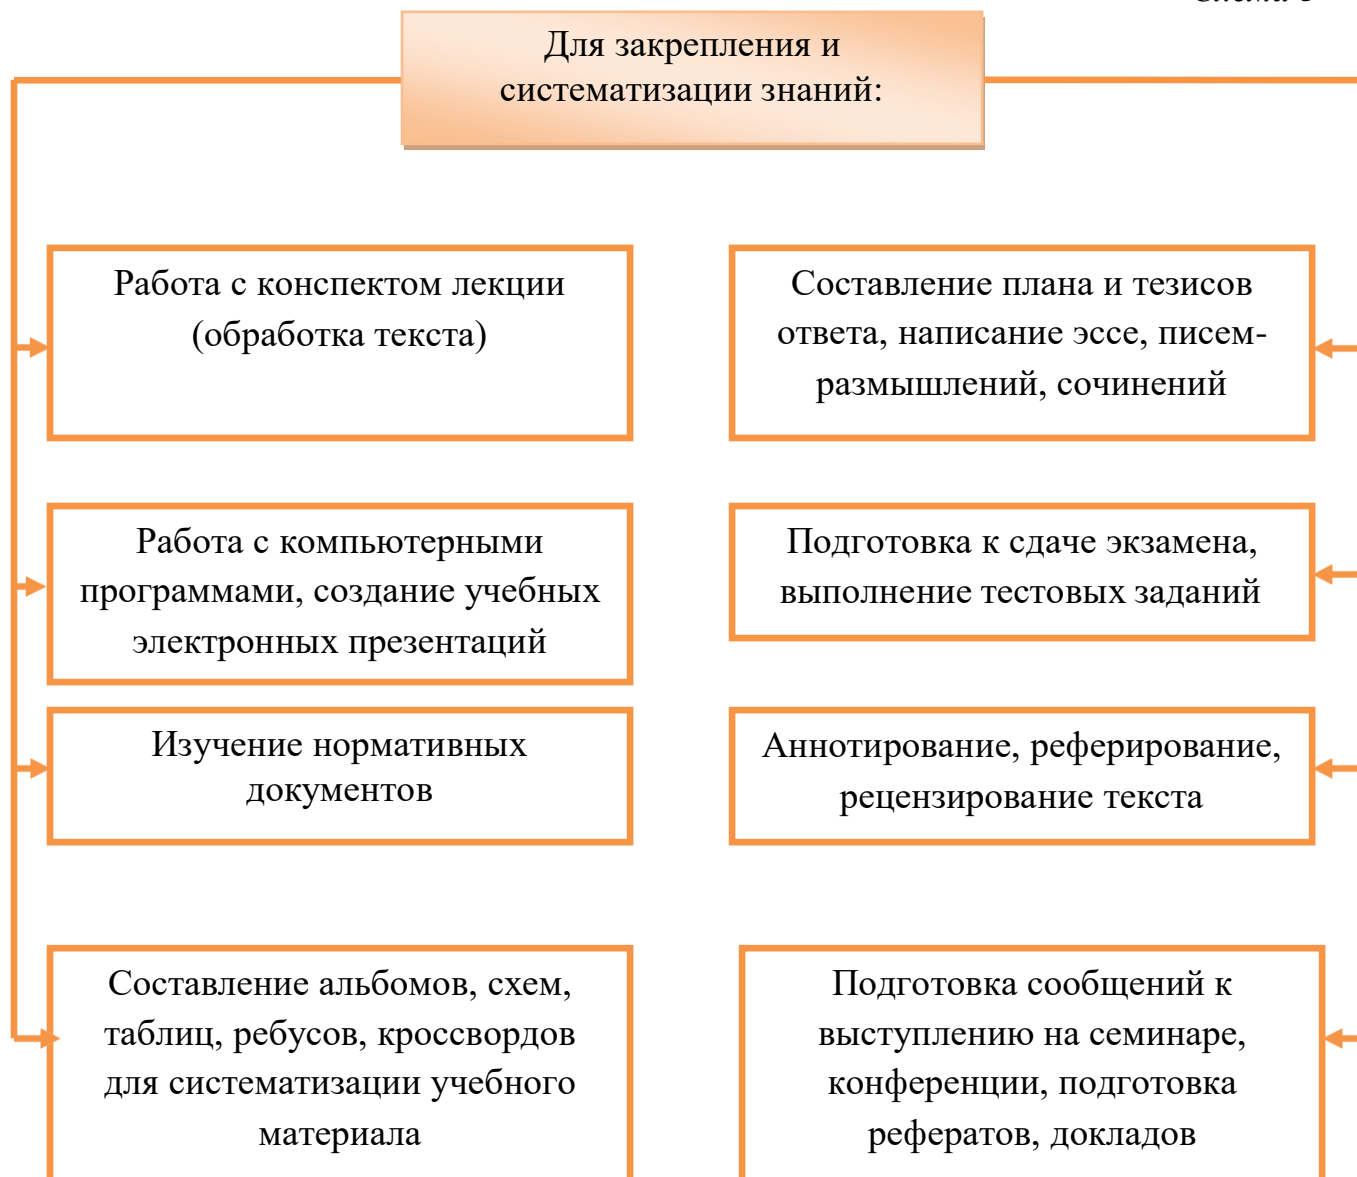 Для закрепления и
систематизации знаний:
Работа с конспектом лекции
(обработка текста)
Составление плана и тезисов
ответа, написание эссе, писем-
размышлений, сочинений
Работа с компьютерными
программами, создание учебных
электронных презентаций
Подготовка к сдаче экзамена,
выполнение тестовых заданий
Изучение нормативных
документов
Аннотирование, реферирование,
рецензирование текста
Составление альбомов, схем,
таблиц, ребусов, кроссвордов
для систематизации учебного
материала
Подготовка сообщений к
выступлению на семинаре,
конференции, подготовка
рефератов, докладов